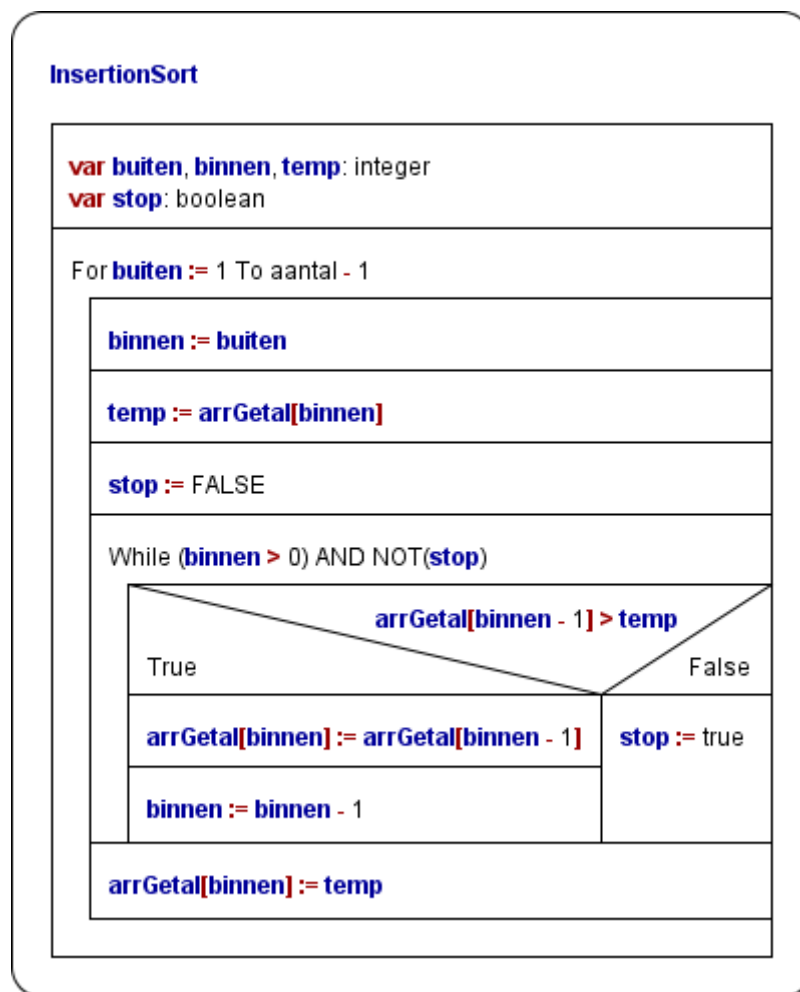 InsertionSort
var buiten, binnen, temp: integer
var stop: boolean
For buiten := 1 To aantal - 1
binnen := buiten
temp := arrGetal[binnen]
stop := FALSE
While (binnen > 0) AND NOT(stop)
arrGetal[binnen - 1] > temp
True
False
arrGetal[binnen] := arrGetal[binnen - 1]
stop := true
binnen := binnen - 1
arrGetal[binnen] := temp